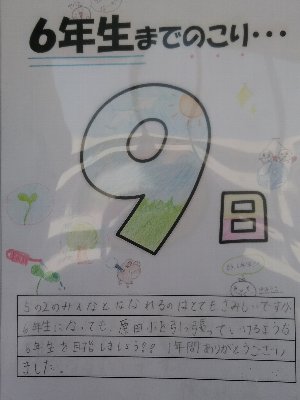 6年生までのこり…
9日
5の2のみんなとはなれるのはとてもさみしいですが
6年生になっても、原田小を引っ張っていけるような
6年生を目指しましょう！！ 1年間ありがとうござい
ました。